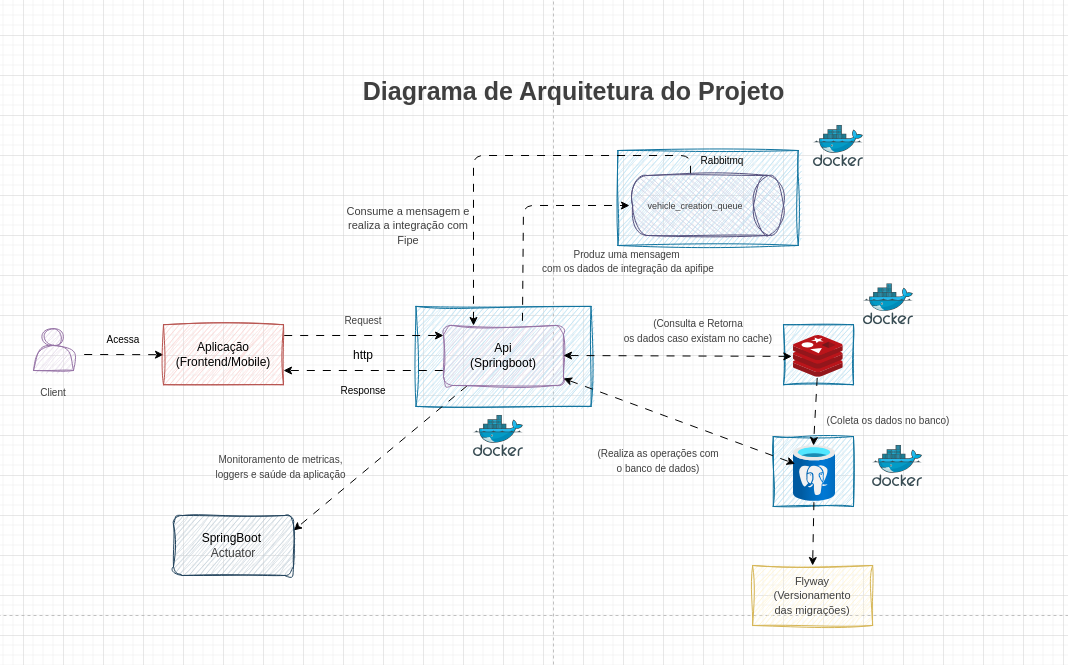 Diagrama de Arquitetura do Projeto
docker
Rabbitmq
vehicle_creation_queue
Consume a mensagem e
realiza a integração com
Fipe
Produz uma mensagem
com os dados de integração da apifipe
docker
Acessa
Client
Aplicação
(Frontend/Mobile)
Request
http
Response
Api
(Springboot)
docker
(Consulta e Retorna
os dados caso existam no cache)
(Coleta os dados no banco)
(Realiza as operações com
o banco de dados)
docker
Monitoramento de metricas,
loggers e saúde da aplicação
SpringBoot
Actuator
Flyway
(Versionamento
das migrações)